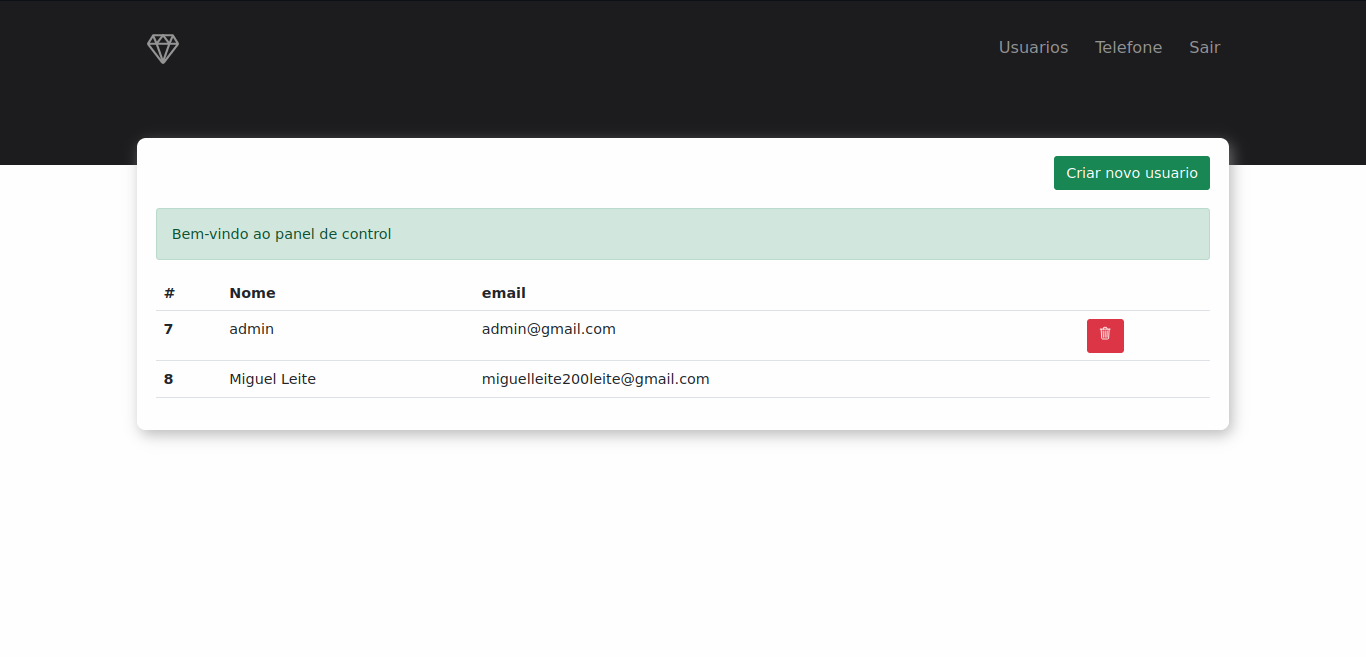 Usuarios Telefone Sair
Criar novo usuario
Bem-vindo ao panel de control
# Nome email
7 admin admin@gmail.com
8 Miguel Leite miguelleite200leite@gmail.com